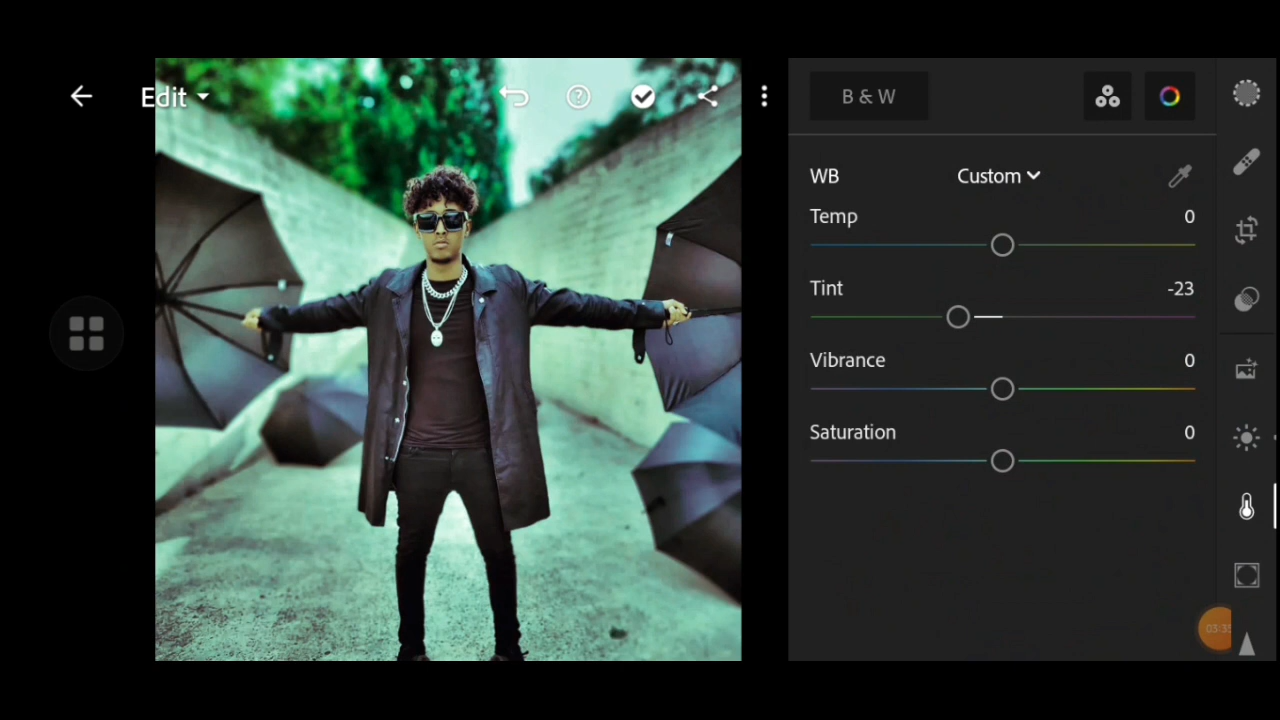 Edit
B & W
WB Custom
Temp 0
Tint -23
Vibrance 0
Saturation 0